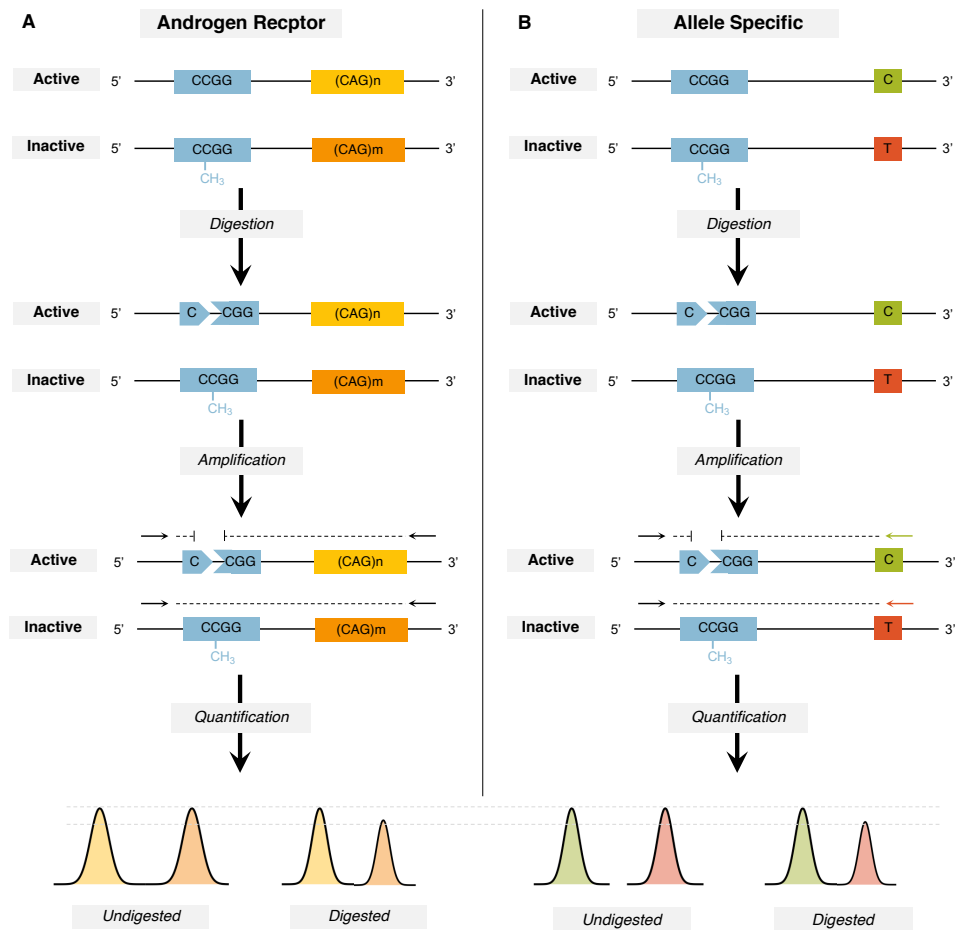 A
Androgen Recptor
Active 5’ CCGG (CAG)n 3’
Inactive 5’ CCGG (CAG)m 3’
CH3
Digestion
Active 5’ C CGG (CAG)n 3’
Inactive 5’ CCGG (CAG)m 3’
CH3
Amplification
Active 5’ C CGG (CAG)n 3’
Inactive 5’ CCGG (CAG)m 3’
CH3
Quantification
Undigested Digested
B
Allele Specific
Active 5’ CCGG C 3’
Inactive 5’ CCGG T 3’
CH3
Digestion
Active 5’ C CGG C 3’
Inactive 5’ CCGG T 3’
CH3
Amplification
Active 5’ C CGG C 3’
Inactive 5’ CCGG T 3’
CH3
Quantification
Undigested Digested